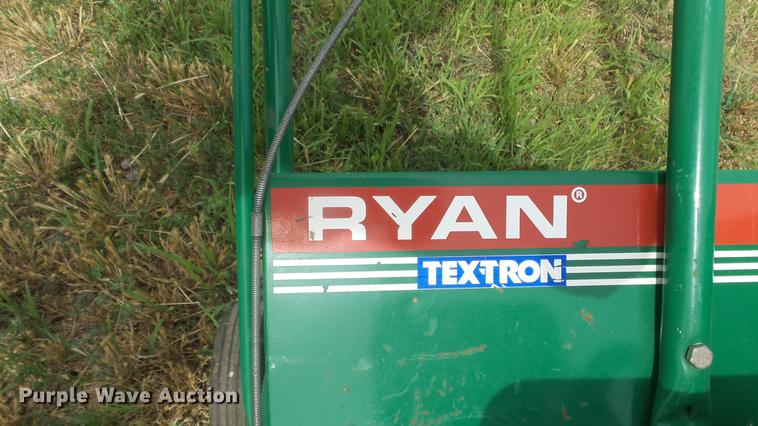 RYAN®
TEXTRON
Purple Wave Auction